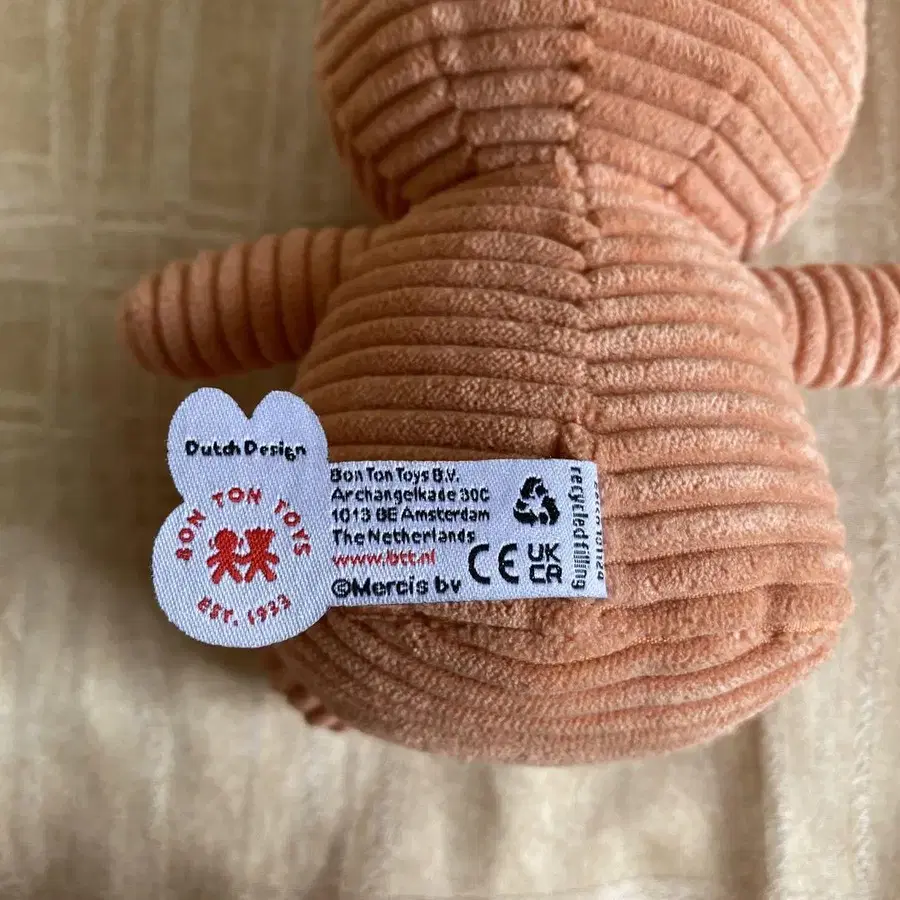 Dutch Design
BON TON TOYS
EST. 1933
Bon Ton Toys B.V.
Archangelkade 30C
1013 BE Amsterdam
The Netherlands
www.btt.nl
©Mercis bv
CE
UK
CA
recycled filling